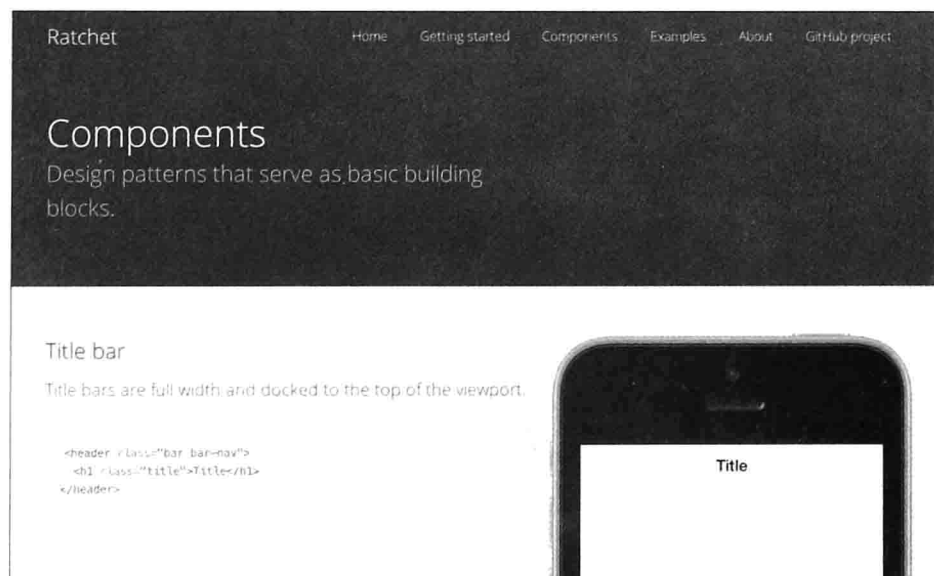 Ratchet
Home Getting started Components Examples About GitHub project
Components
Design patterns that serve as basic building
blocks.
Title bar
Title bars are full width and docked to the top of the viewport.
<header class="bar bar-nav">
<h1 class="title">Title</h1>
</header>
Title